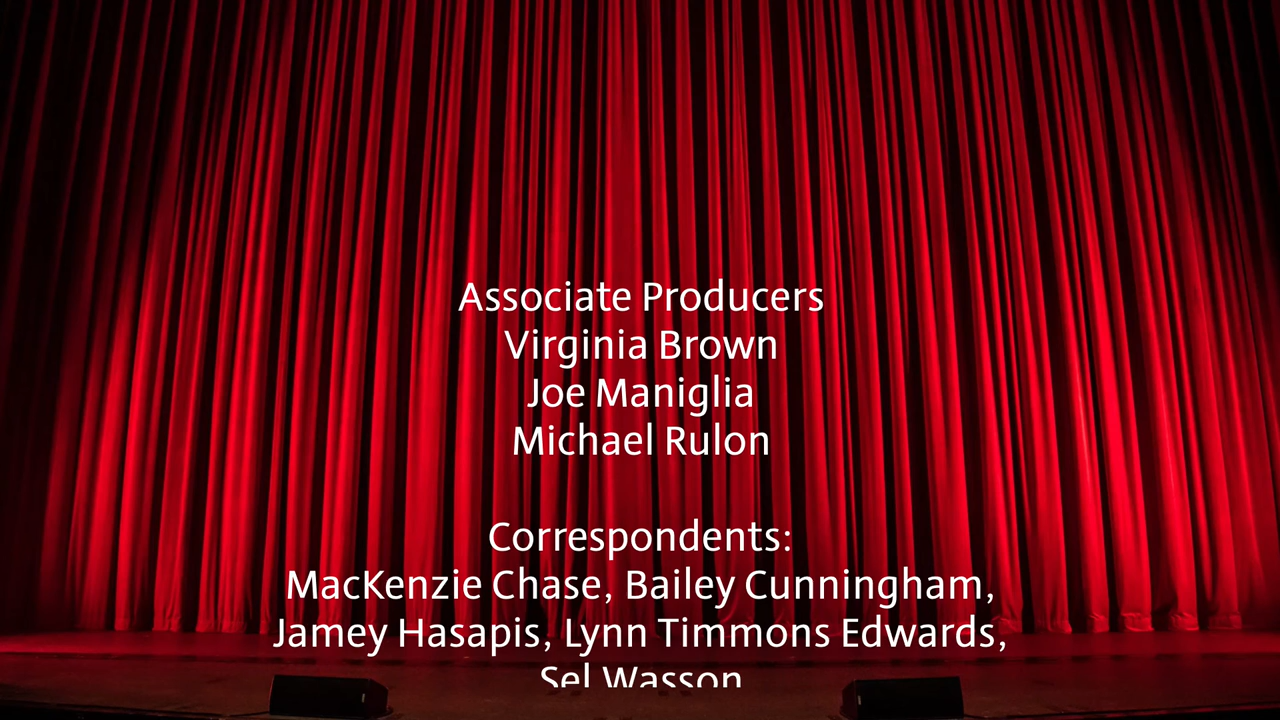 Associate Producers
Virginia Brown
Joe Maniglia
Michael Rulon
Correspondents:
MacKenzie Chase, Bailey Cunningham,
Jamey Hasapis, Lynn Timmons Edwards,
Sel Wasson